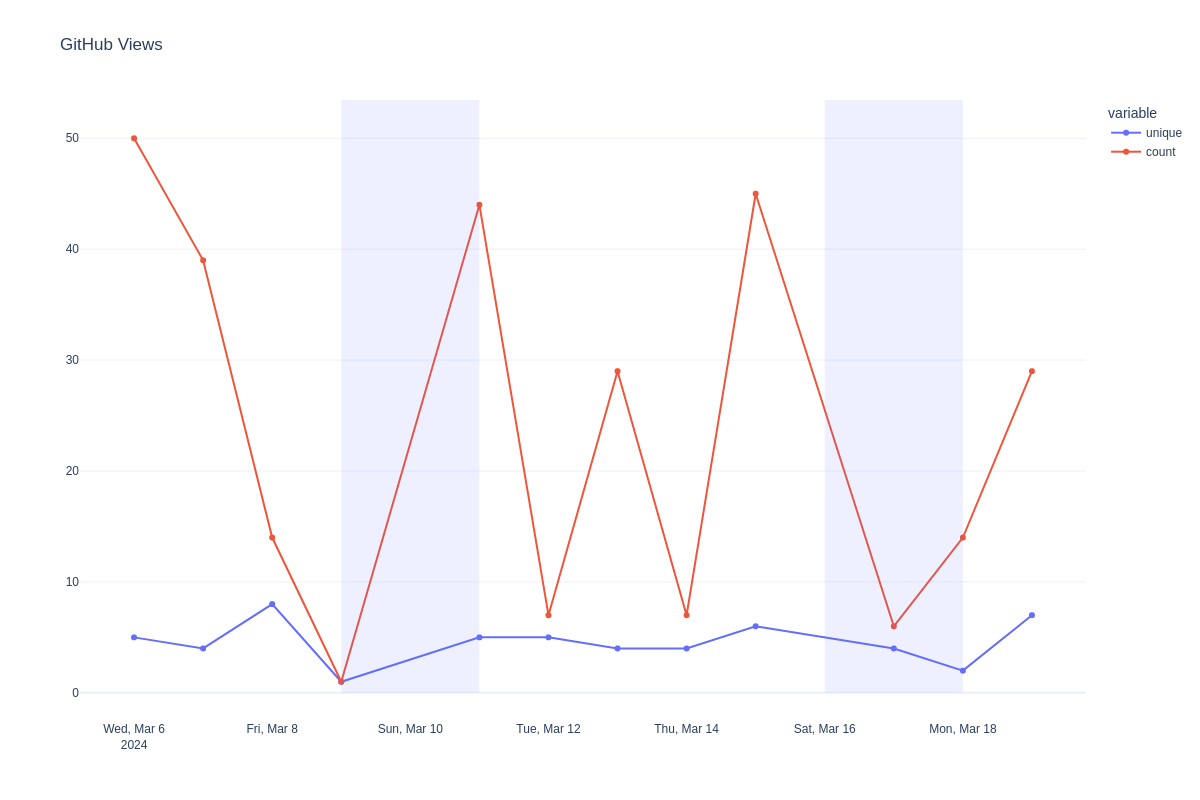 GitHub Views
variable
unique
count
50
40
30
20
10
0
Wed, Mar 6
2024
Fri, Mar 8
Sun, Mar 10
Tue, Mar 12
Thu, Mar 14
Sat, Mar 16
Mon, Mar 18